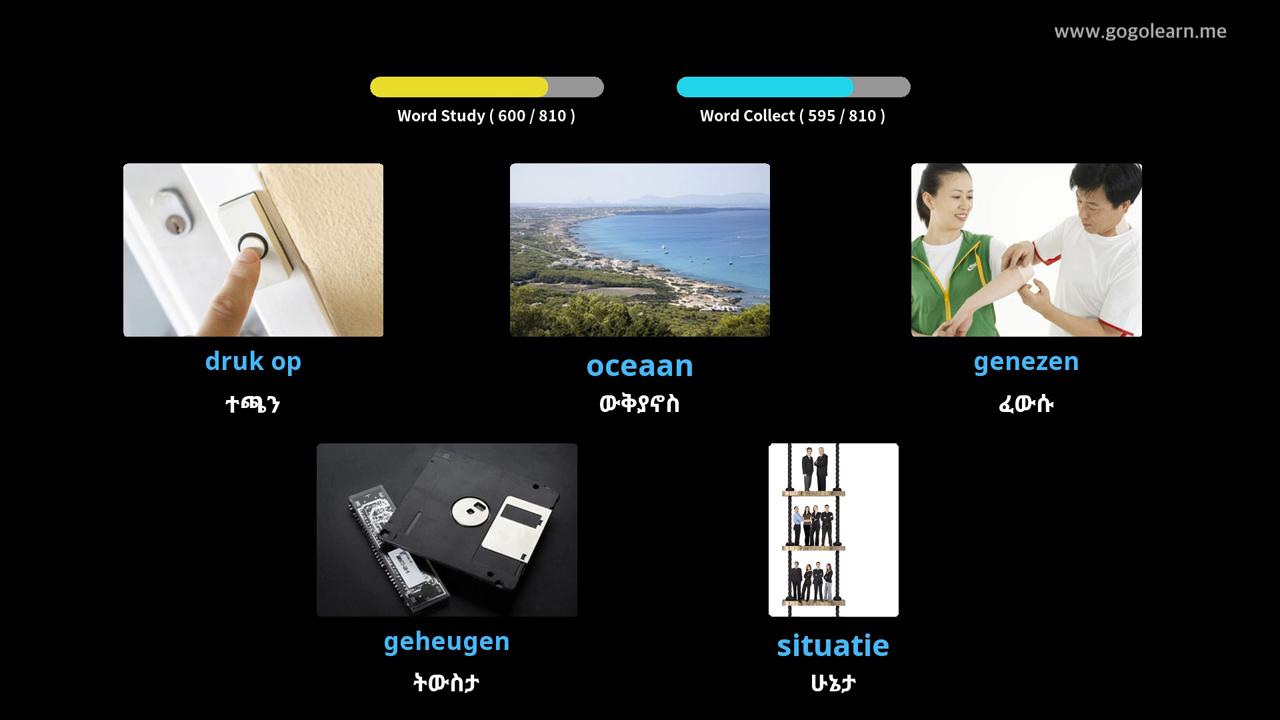 www.gogolearn.me
Word Study ( 600 / 810 )
Word Collect ( 595 / 810 )
druk op
oceaan
genezen
ተጫን
ውቅያኖስ
ፈውሱ
geheugen
situatie
ትውስታ
ሁኔታ